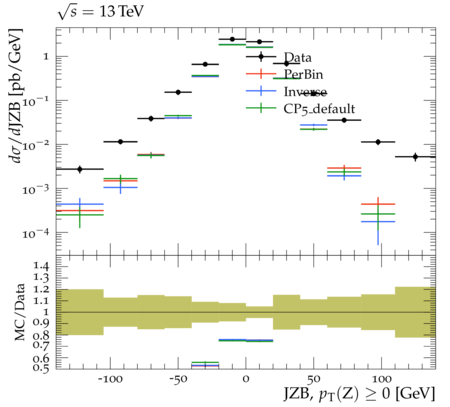 √s = 13 TeV
dσ/dJZB [pb/GeV]
1
10⁻¹
10⁻²
10⁻³
10⁻⁴
Data
PerBin
Inverse
CP5_default
MC/Data
1.4
1.3
1.2
1.1
1
0.9
0.8
0.7
0.6
0.5
-100 -50 0 50 100
JZB, p_T(Z) ≥ 0 [GeV]